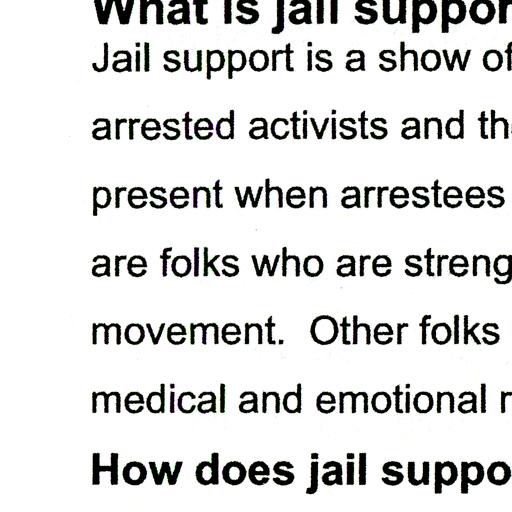 What is jail suppor
Jail support is a show of
arrested activists and th
present when arrestees
are folks who are streng
movement. Other folks
medical and emotional r
How does jail suppo